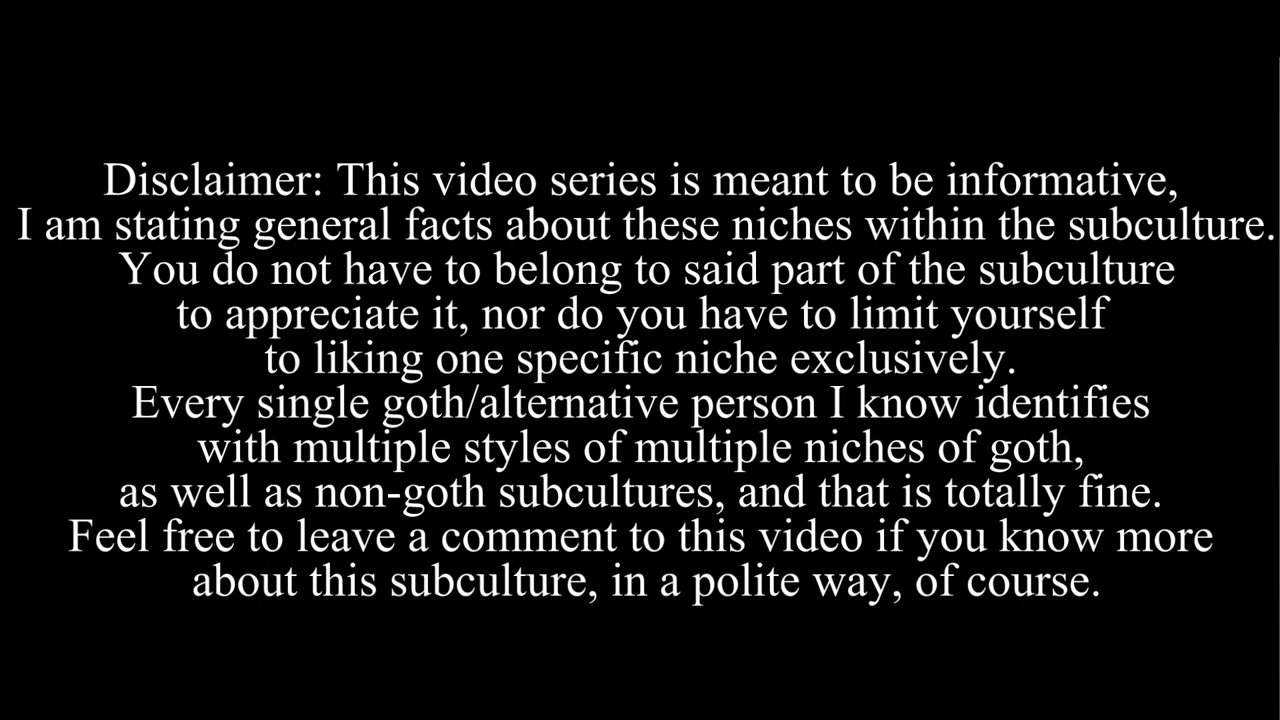 Disclaimer: This video series is meant to be informative,
I am stating general facts about these niches within the subculture.
You do not have to belong to said part of the subculture
to appreciate it, nor do you have to limit yourself
to liking one specific niche exclusively.
Every single goth/alternative person I know identifies
with multiple styles of multiple niches of goth,
as well as non-goth subcultures, and that is totally fine.
Feel free to leave a comment to this video if you know more
about this subculture, in a polite way, of course.